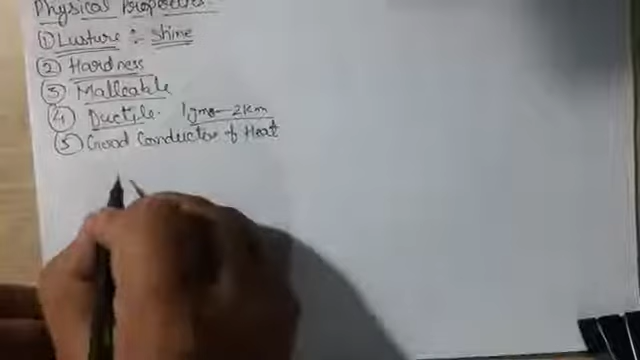 Physical Properties
① Lusture :- Shine
② Hardness
③ Malleable
④ Ductile. 1gm - 2km
⑤ Good Conductor of Heat